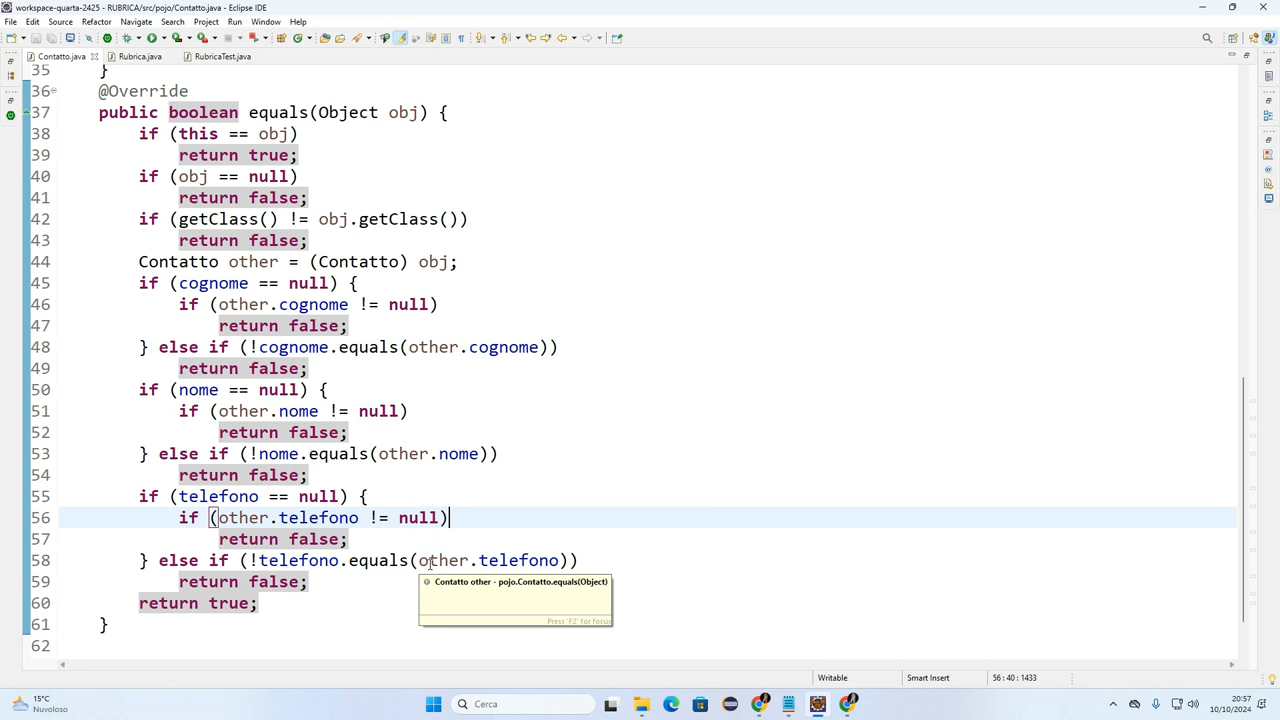 workspace-quarta-2425 - RUBRICA/src/pojo/Contatto.java - Eclipse IDE
File Edit Source Refactor Navigate Search Project Run Window Help
Contatto.java Rubrica.java RubricaTest.java
35 }
36 @Override
37 public boolean equals(Object obj) {
38 if (this == obj)
39 return true;
40 if (obj == null)
41 return false;
42 if (getClass() != obj.getClass())
43 return false;
44 Contatto other = (Contatto) obj;
45 if (cognome == null) {
46 if (other.cognome != null)
47 return false;
48 } else if (!cognome.equals(other.cognome))
49 return false;
50 if (nome == null) {
51 if (other.nome != null)
52 return false;
53 } else if (!nome.equals(other.nome))
54 return false;
55 if (telefono == null) {
56 if (other.telefono != null)
57 return false;
58 } else if (!telefono.equals(other.telefono))
59 return false;
Contatto other - pojo.Contatto.equals(Object)
60 return true;
Press 'F2' for focus
61 }
62
Writable Smart Insert 56 : 40 : 1433
15°C
Nuvoloso
Cerca
20:57
10/10/2024